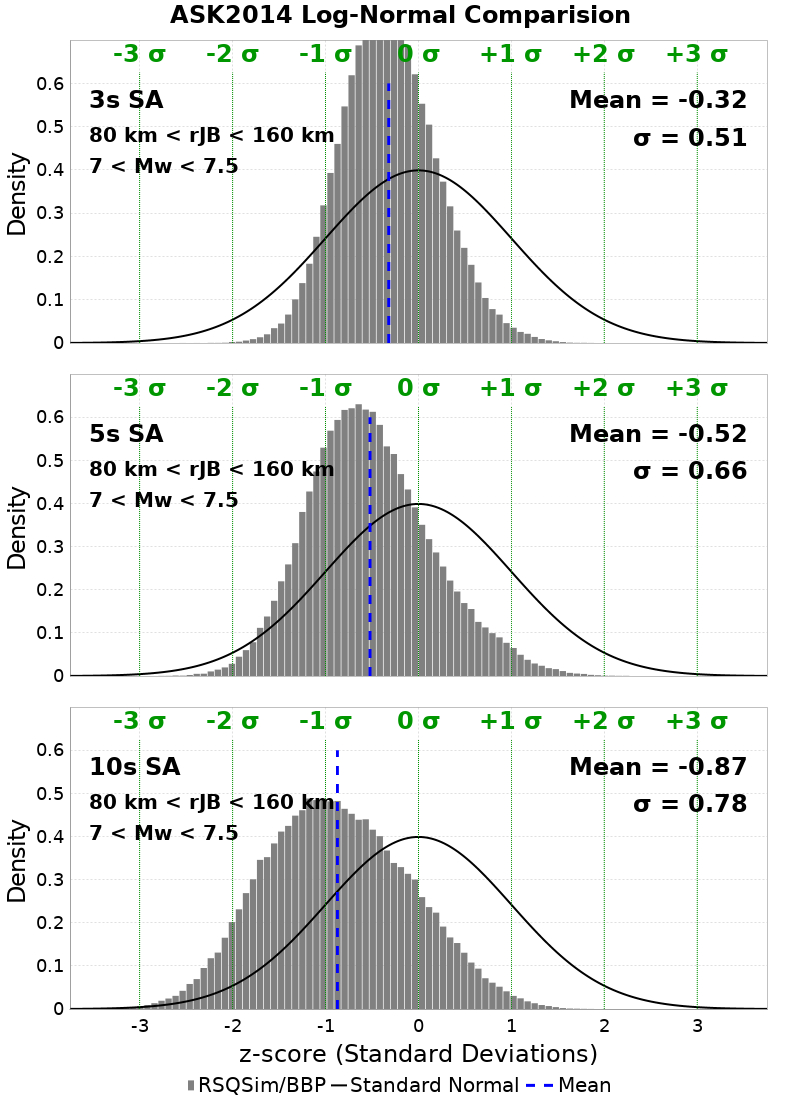 ASK2014 Log-Normal Comparision
-3 σ -2 σ -1 σ 0 σ +1 σ +2 σ +3 σ
0.6
3s SA
Mean = -0.32
0.5
80 km < rJB < 160 km
σ = 0.51
7 < Mw < 7.5
0.4
Density
0.3
0.2
0.1
0
-3 σ -2 σ -1 σ 0 σ +1 σ +2 σ +3 σ
0.6
5s SA
Mean = -0.52
0.5
80 km < rJB < 160 km
σ = 0.66
7 < Mw < 7.5
0.4
Density
0.3
0.2
0.1
0
-3 σ -2 σ -1 σ 0 σ +1 σ +2 σ +3 σ
0.6
10s SA
Mean = -0.87
0.5
80 km < rJB < 160 km
σ = 0.78
7 < Mw < 7.5
0.4
Density
0.3
0.2
0.1
0
-3 -2 -1 0 1 2 3
z-score (Standard Deviations)
RSQSim/BBP Standard Normal Mean